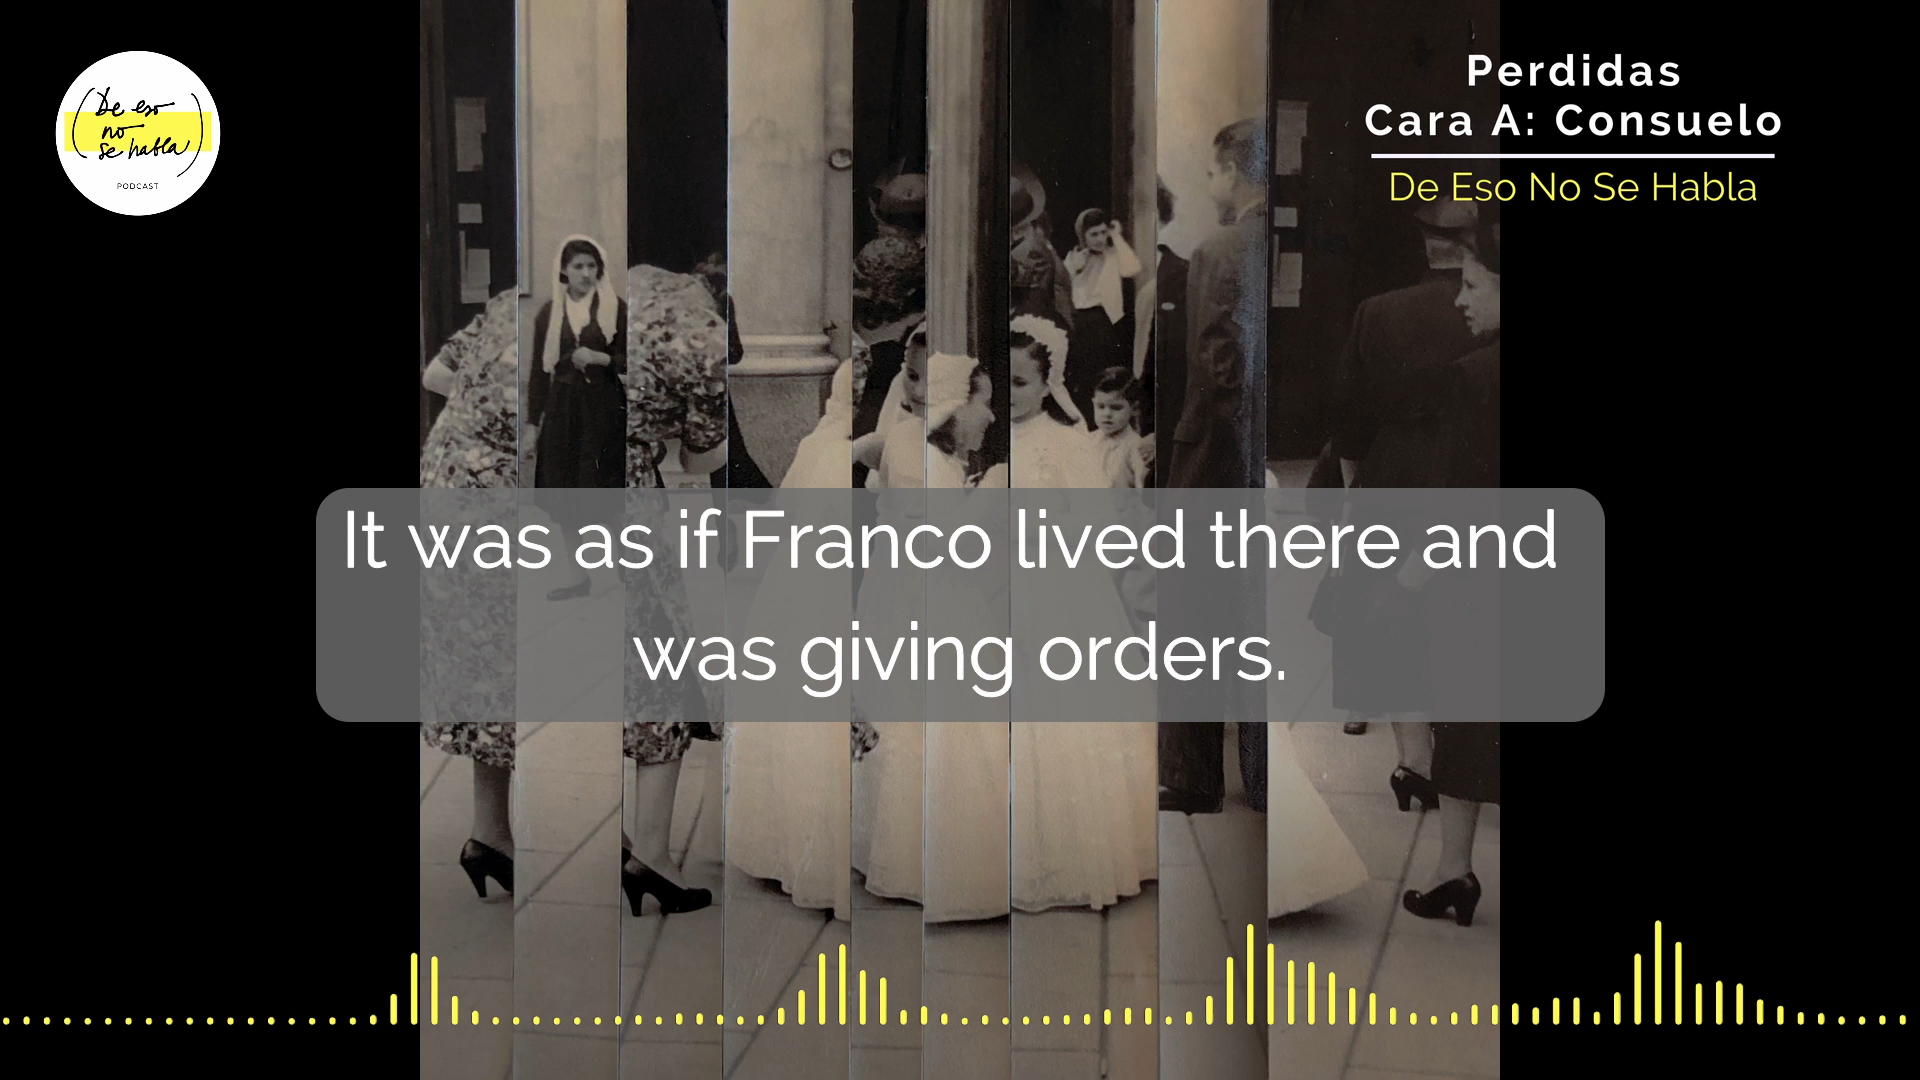 (De eso
no
se habla)
PODCAST
Perdidas
Cara A: Consuelo
De Eso No Se Habla
It was as if Franco lived there and
was giving orders.